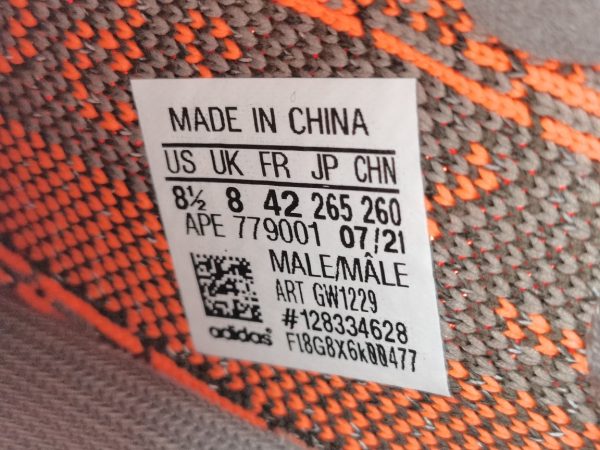 MADE IN CHINA
US UK FR JP CHN
8½ 8 42 265 260
APE 779001 07/21
MALE/MÂLE
ART GW1229
#128334628
FI8G8X6k00477
adidas